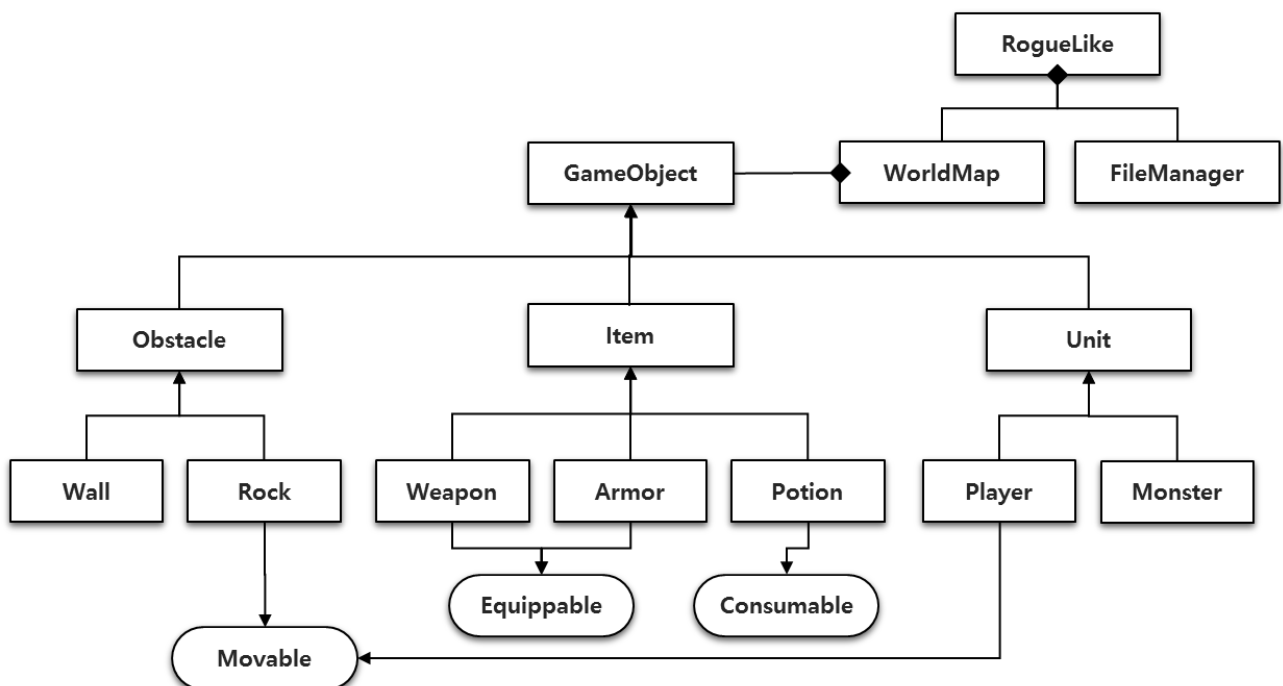 RogueLike
GameObject
WorldMap
FileManager
Obstacle
Item
Unit
Wall
Rock
Weapon
Armor
Potion
Player
Monster
Equippable
Consumable
Movable